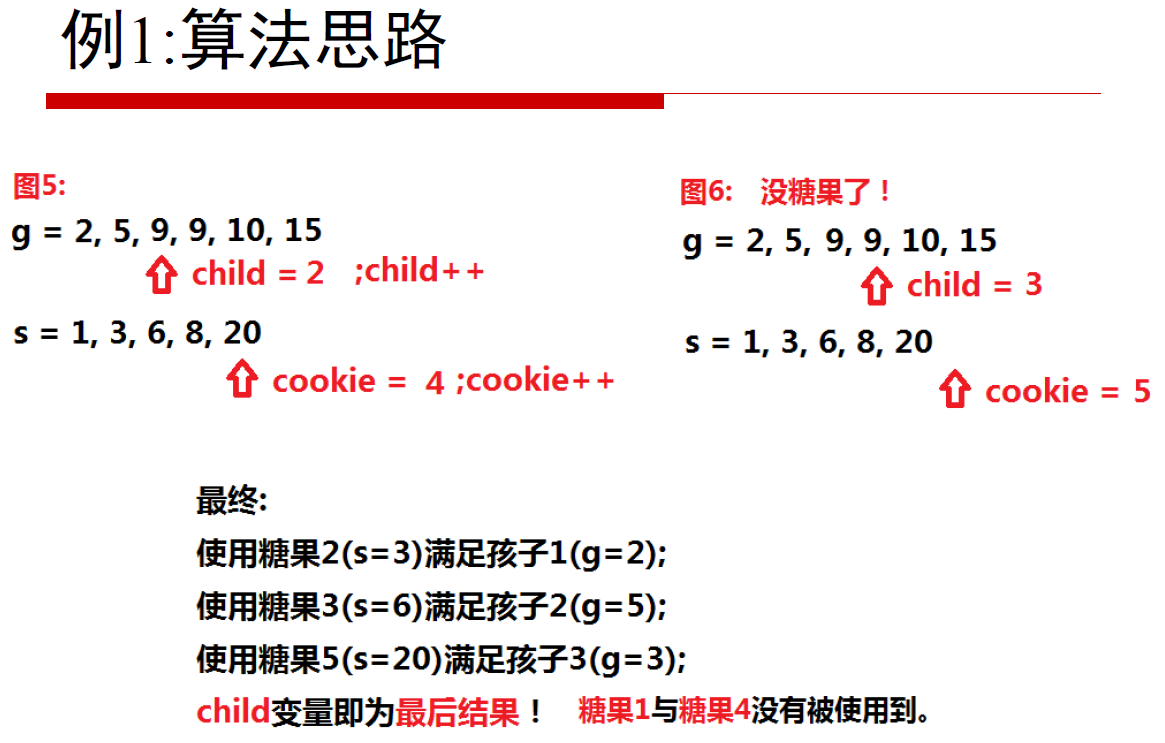 例1:算法思路
图5:
g = 2, 5, 9, 9, 10, 15
child = 2 ;child++
s = 1, 3, 6, 8, 20
cookie = 4 ;cookie++
图6: 没糖果了！
g = 2, 5, 9, 9, 10, 15
child = 3
s = 1, 3, 6, 8, 20
cookie = 5
最终:
使用糖果2(s=3)满足孩子1(g=2);
使用糖果3(s=6)满足孩子2(g=5);
使用糖果5(s=20)满足孩子3(g=3);
child变量即为最后结果！ 糖果1与糖果4没有被使用到。